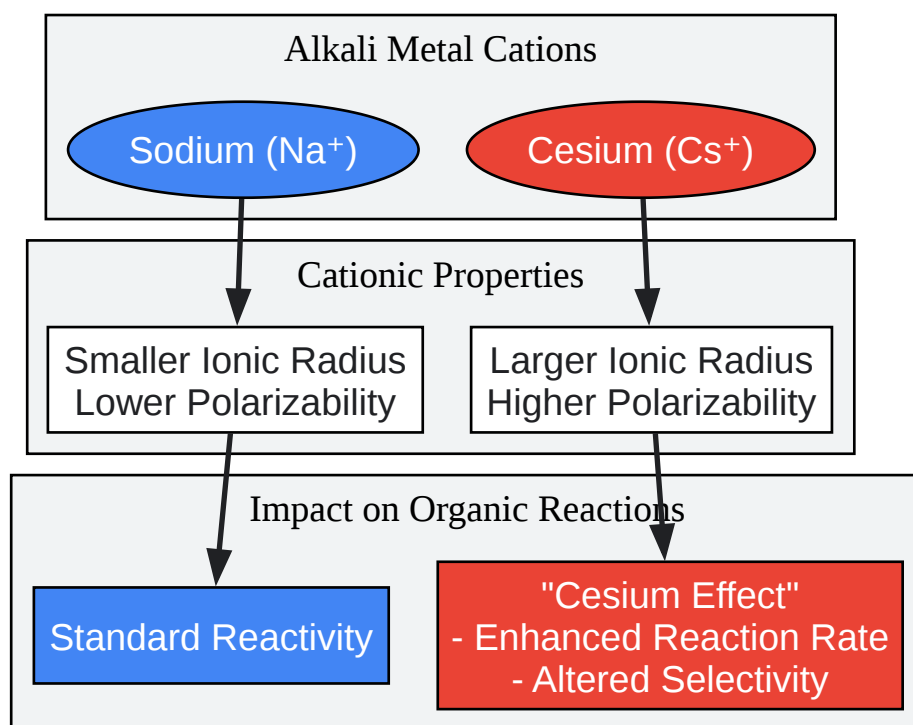 Alkali Metal Cations
Sodium (Na⁺)
Cesium (Cs⁺)
Cationic Properties
Smaller Ionic Radius
Lower Polarizability
Larger Ionic Radius
Higher Polarizability
Impact on Organic Reactions
Standard Reactivity
"Cesium Effect"
- Enhanced Reaction Rate
- Altered Selectivity